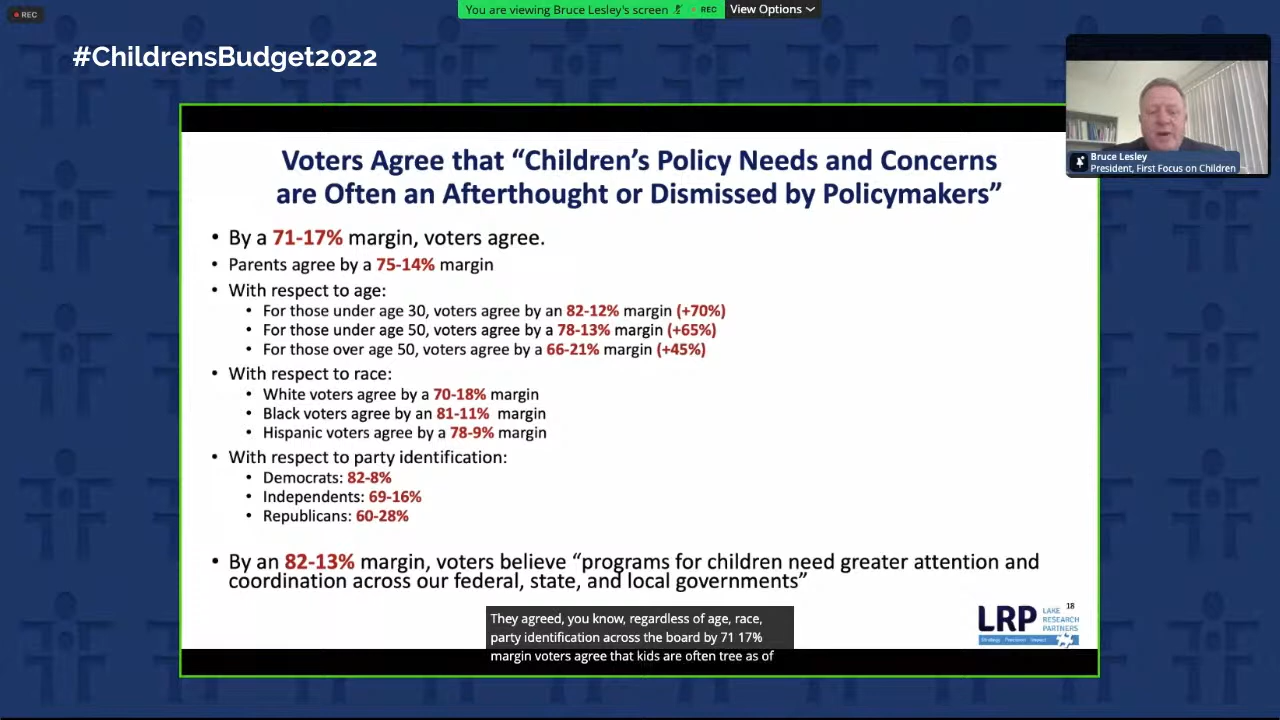 REC
You are viewing Bruce Lesley's screen
REC
View Options
#ChildrensBudget2022
Bruce Lesley
President, First Focus on Children
Voters Agree that “Children’s Policy Needs and Concerns
are Often an Afterthought or Dismissed by Policymakers”
• By a 71-17% margin, voters agree.
• Parents agree by a 75-14% margin
• With respect to age:
• For those under age 30, voters agree by an 82-12% margin (+70%)
• For those under age 50, voters agree by a 78-13% margin (+65%)
• For those over age 50, voters agree by a 66-21% margin (+45%)
• With respect to race:
• White voters agree by a 70-18% margin
• Black voters agree by an 81-11% margin
• Hispanic voters agree by a 78-9% margin
• With respect to party identification:
• Democrats: 82-8%
• Independents: 69-16%
• Republicans: 60-28%
• By an 82-13% margin, voters believe “programs for children need greater attention and
coordination across our federal, state, and local governments”
They agreed, you know, regardless of age, race,
party identification across the board by 71 17%
margin voters agree that kids are often tree as of
18
LRP
LAKE
RESEARCH
PARTNERS
Strategy Precision Impact